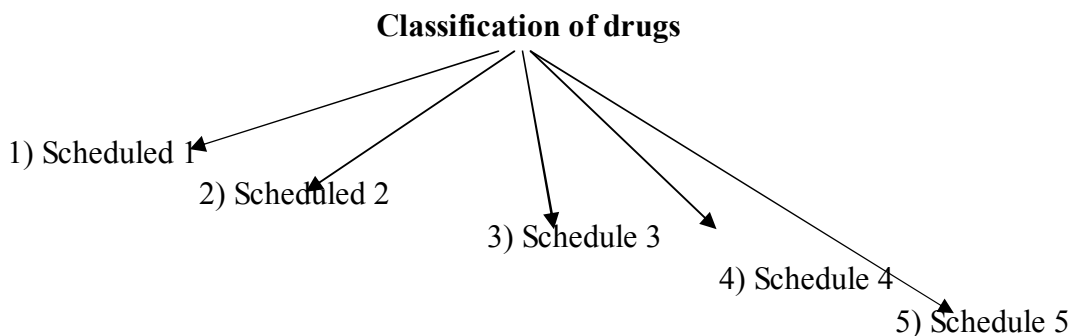 Classification of drugs
1) Scheduled 1
2) Scheduled 2
3) Schedule 3
4) Schedule 4
5) Schedule 5